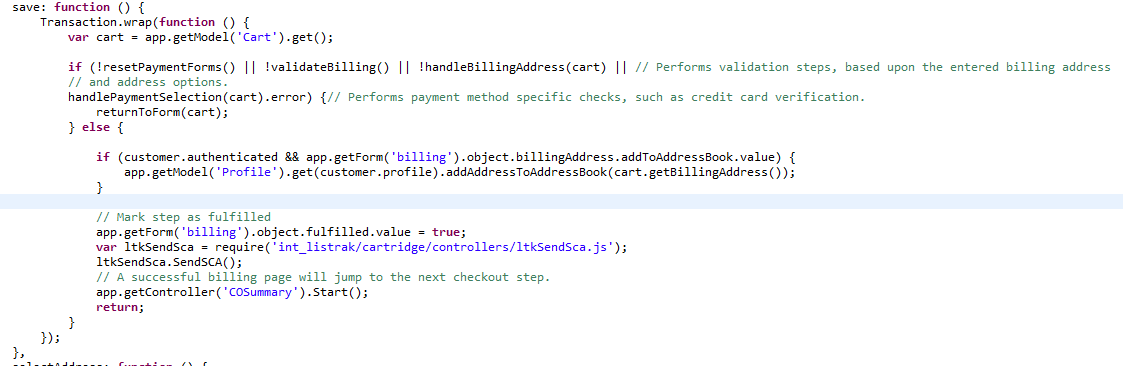 save: function () {
    Transaction.wrap(function () {
        var cart = app.getModel('Cart').get();
        if (!resetPaymentForms() || !validateBilling() || !handleBillingAddress(cart) || // Performs validation steps, based upon the entered billing address
        // and address options.
        handlePaymentSelection(cart).error) {// Performs payment method specific checks, such as credit card verification.
            returnToForm(cart);
        } else {
            if (customer.authenticated && app.getForm('billing').object.billingAddress.addToAddressBook.value) {
                app.getModel('Profile').get(customer.profile).addAddressToAddressBook(cart.getBillingAddress());
            }
            // Mark step as fulfilled
            app.getForm('billing').object.fulfilled.value = true;
            var ltkSendSca = require('int_listrak/cartridge/controllers/ltkSendSca.js');
            ltkSendSca.SendSCA();
            // A successful billing page will jump to the next checkout step.
            app.getController('COSummary').Start();
            return;
        }
    });
},